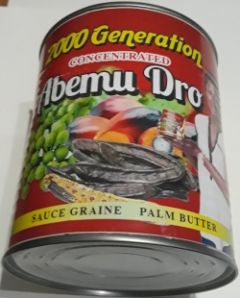 2000 Generation
CONCENTRATED
Abemu Dro
SAUCE GRAINE PALM BUTTER